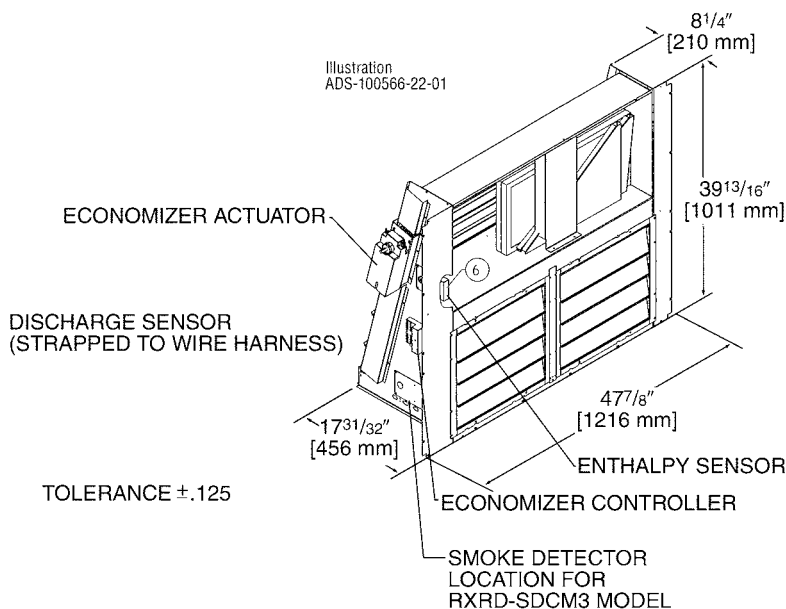 8 1/4"
[210 mm]
Illustration
ADS-100566-22-01
39 13/16"
[1011 mm]
ECONOMIZER ACTUATOR
6
DISCHARGE SENSOR
(STRAPPED TO WIRE HARNESS)
47 7/8"
[1216 mm]
17 31/32"
[456 mm]
ENTHALPY SENSOR
TOLERANCE ±.125
ECONOMIZER CONTROLLER
SMOKE DETECTOR
LOCATION FOR
RXRD-SDCM3 MODEL